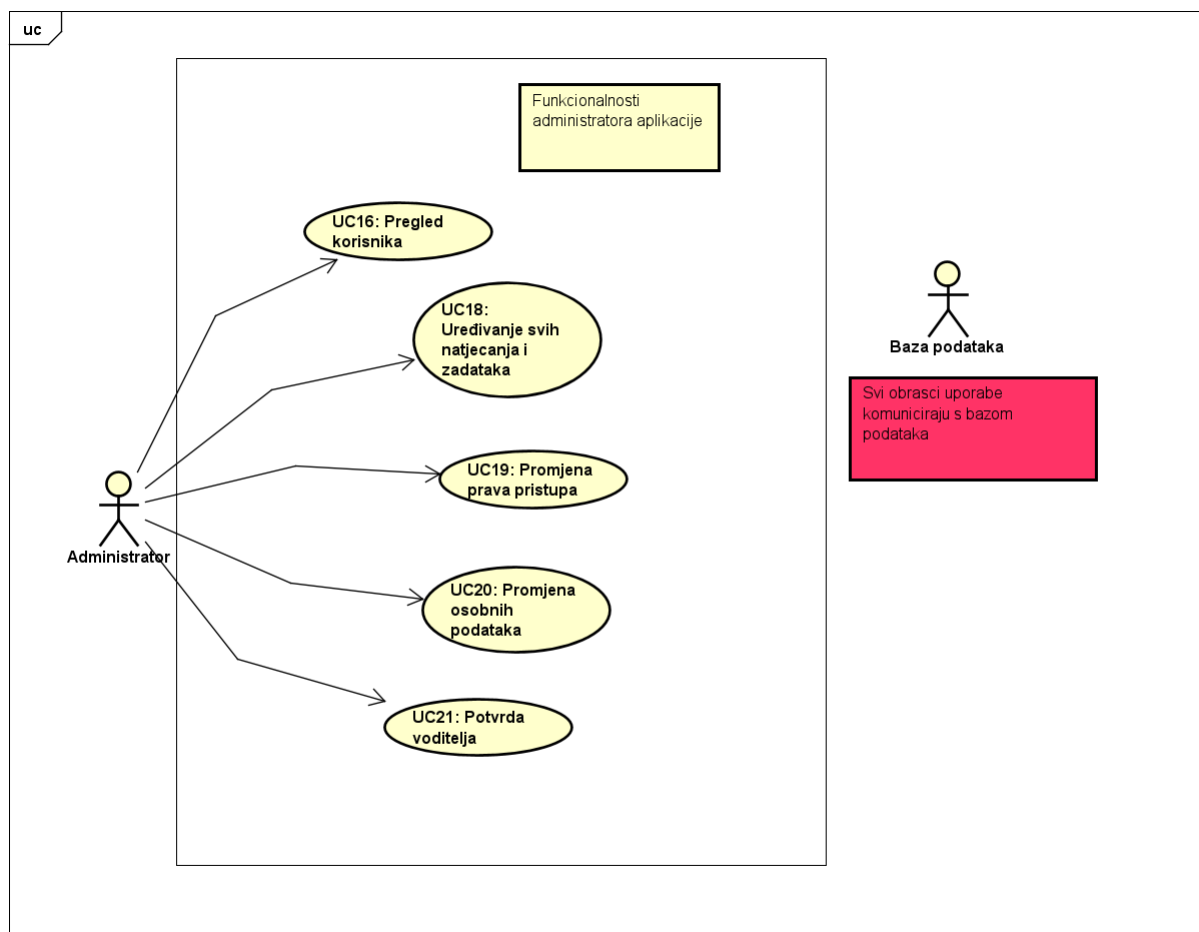 uc
Funkcionalnosti
administratora aplikacije
UC16: Pregled
korisnika
UC18:
Uređivanje svih
natjecanja i
zadataka
Baza podataka
Svi obrasci uporabe
komuniciraju s bazom
podataka
UC19: Promjena
prava pristupa
Administrator
UC20: Promjena
osobnih
podataka
UC21: Potvrda
voditelja